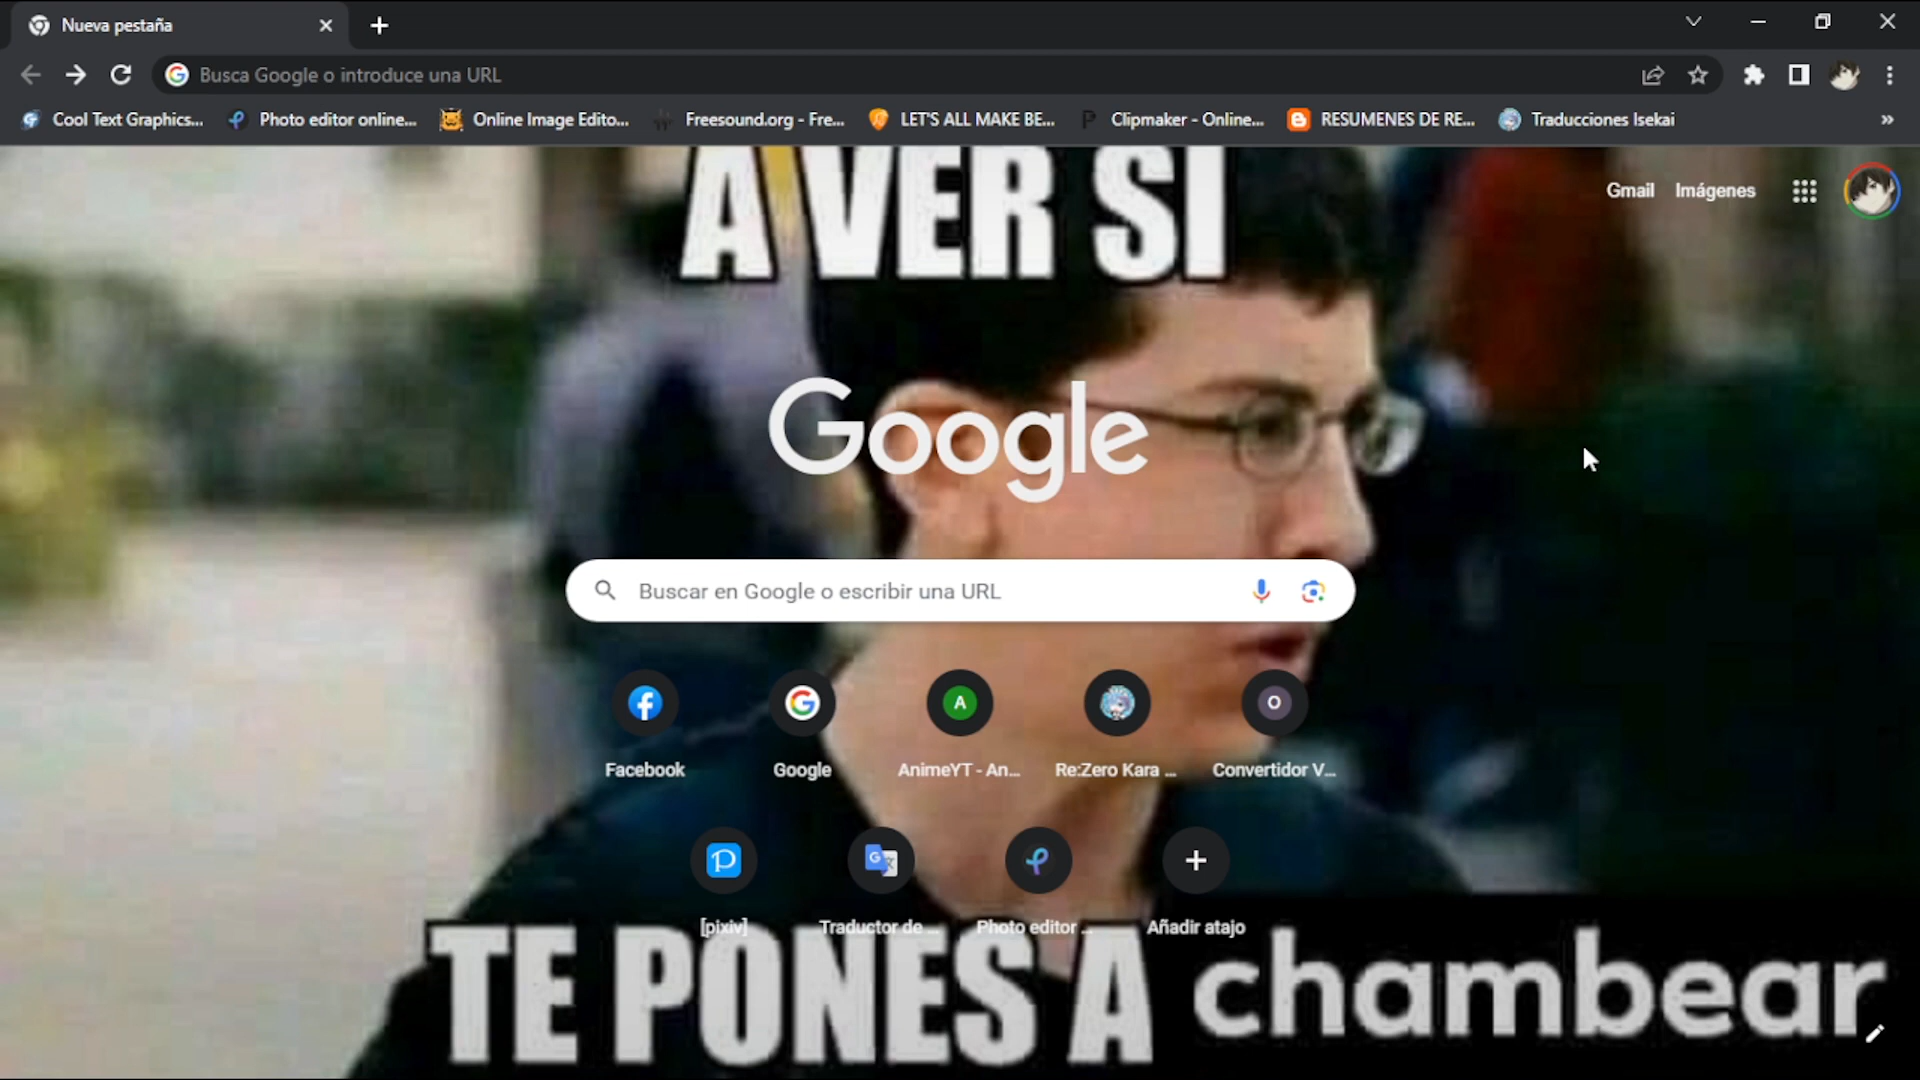 Nueva pestaña
Busca Google o introduce una URL
Cool Text Graphics...
Photo editor online...
Online Image Edito...
Freesound.org - Fre...
LET'S ALL MAKE BE...
Clipmaker - Online...
RESUMENES DE RE...
Traducciones Isekai
A VER SI
Gmail
Imágenes
Google
Buscar en Google o escribir una URL
Facebook
Google
AnimeYT - An...
Re:Zero Kara ...
Convertidor V...
[pixiv]
Traductor de ...
Photo editor ...
Añadir atajo
TE PONES A chambear